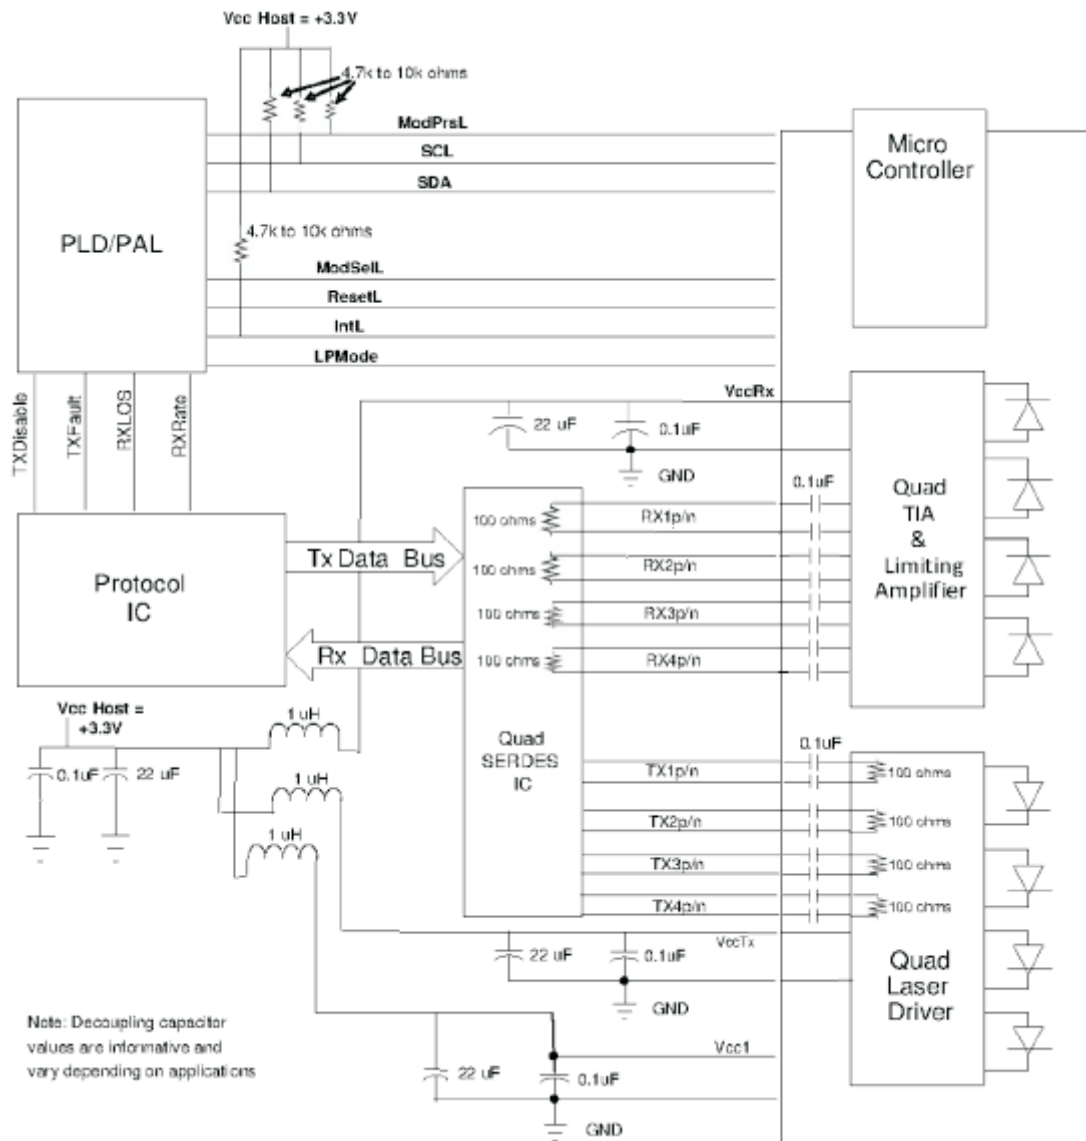 Vcc Host = +3.3V
4.7k to 10k ohms
ModPrsL
SCL
SDA
PLD/PAL
4.7k to 10k ohms
ModSelL
ResetL
IntL
LPMode
Micro
Controller
TXDisable
TXFault
RXLOS
RXRate
VccRx
22 uF
0.1uF
GND
0.1uF
Quad
TIA
&
Limiting
Amplifier
100 ohms
RX1p/n
100 ohms
RX2p/n
100 ohms
RX3p/n
100 ohms
RX4p/n
Tx Data Bus
Protocol
IC
Rx Data Bus
Vcc Host =
+3.3V
0.1uF
22 uF
1 uH
1 uH
1 uH
Quad
SERDES
IC
0.1uF
TX1p/n
100 ohms
TX2p/n
100 ohms
TX3p/n
100 ohms
TX4p/n
100 ohms
VccTx
22 uF
0.1uF
GND
Quad
Laser
Driver
Note: Decoupling capacitor
values are informative and
vary depending on applications
Vcc1
22 uF
0.1uF
GND